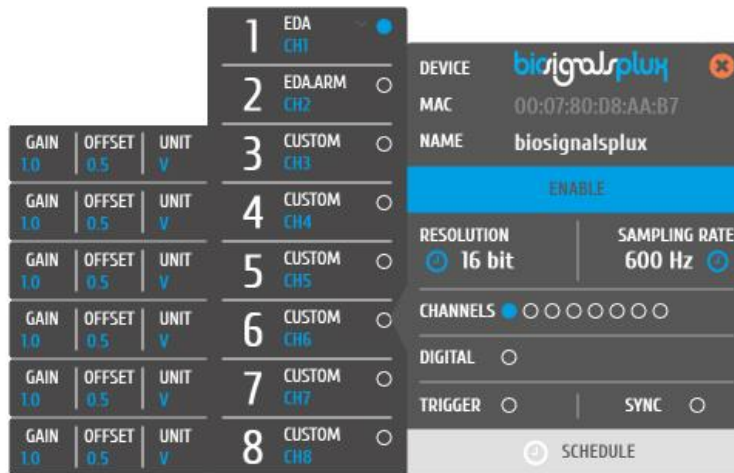 1 EDA
CH1
2 EDA.ARM
CH2
GAIN OFFSET UNIT 3 CUSTOM
1.0 0.5 V CH3
GAIN OFFSET UNIT 4 CUSTOM
1.0 0.5 V CH4
GAIN OFFSET UNIT 5 CUSTOM
1.0 0.5 V CH5
GAIN OFFSET UNIT 6 CUSTOM
1.0 0.5 V CH6
GAIN OFFSET UNIT 7 CUSTOM
1.0 0.5 V CH7
GAIN OFFSET UNIT 8 CUSTOM
1.0 0.5 V CH8
DEVICE biosignalsplux
MAC 00:07:80:D8:AA:B7
NAME biosignalsplux
ENABLE
RESOLUTION SAMPLING RATE
16 bit 600 Hz
CHANNELS
DIGITAL
TRIGGER SYNC
SCHEDULE